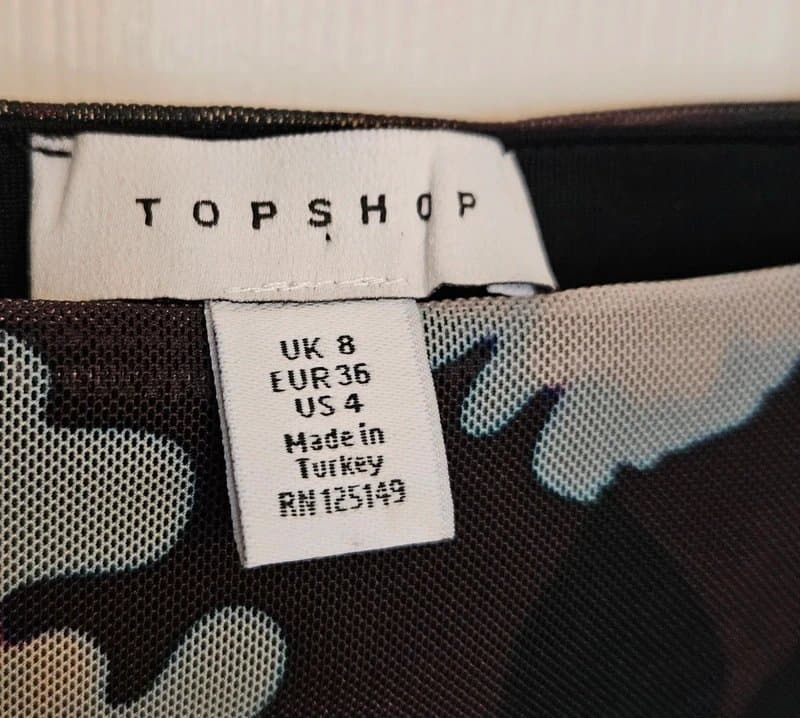 TOPSHOP
UK 8
EUR 36
US 4
Made in
Turkey
RN 125149